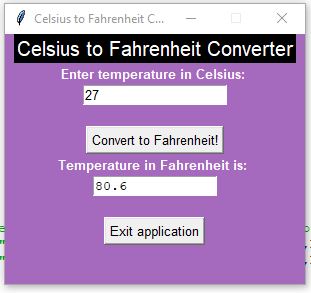 Celsius to Fahrenheit C...
Celsius to Fahrenheit Converter
Enter temperature in Celsius:
27
Convert to Fahrenheit!
Temperature in Fahrenheit is:
80.6
Exit application